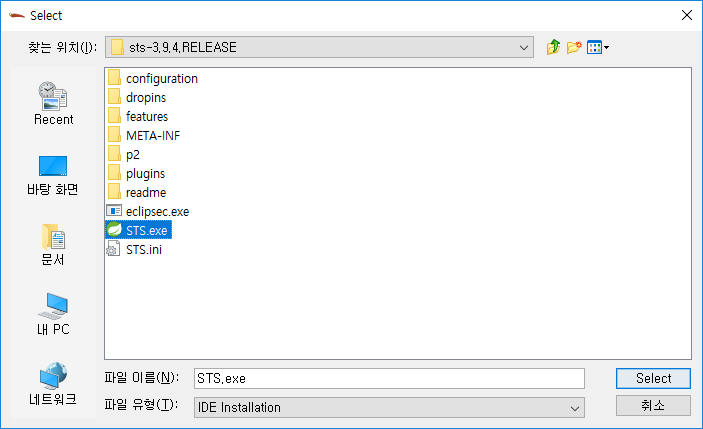 Select
찾는 위치(I):
sts-3.9.4.RELEASE
Recent
바탕 화면
문서
내 PC
네트워크
configuration
dropins
features
META-INF
p2
plugins
readme
eclipsec.exe
STS.exe
STS.ini
파일 이름(N):
STS.exe
Select
파일 유형(T):
IDE Installation
취소